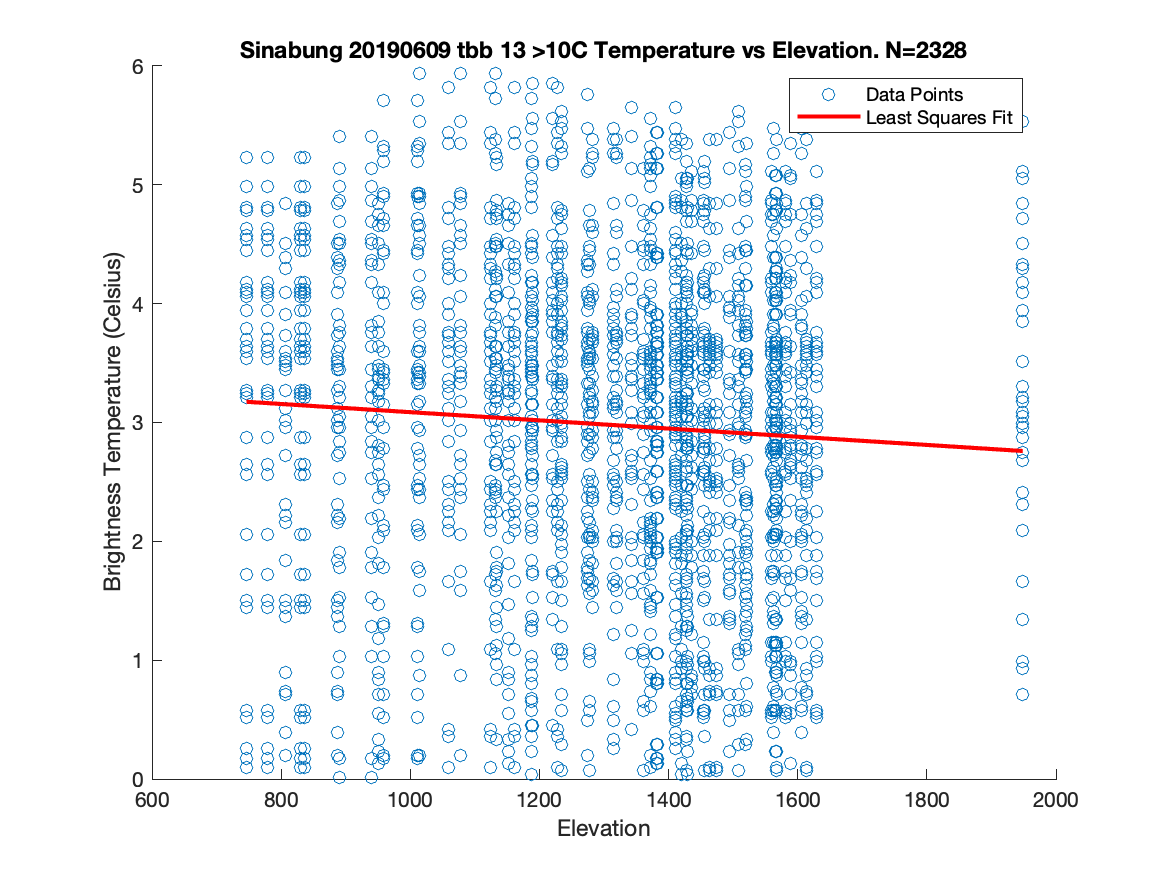 Sinabung 20190609 tbb 13 >10C Temperature vs Elevation. N=2328
Data Points
Least Squares Fit
6
5
4
3
2
1
0
Brightness Temperature (Celsius)
600 800 1000 1200 1400 1600 1800 2000
Elevation